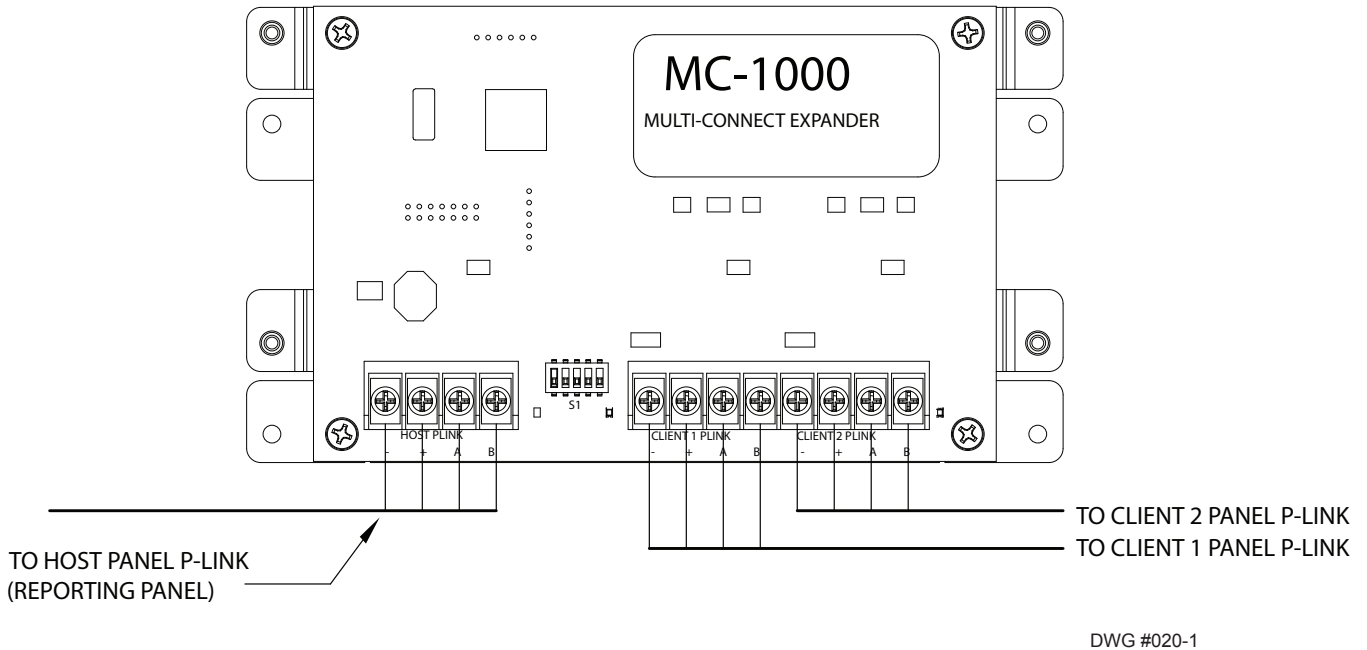 MC-1000
MULTI-CONNECT EXPANDER
S1
HOST PLINK
CLIENT 1 PLINK
CLIENT 2 PLINK
- + A B
- + A B
- + A B
TO CLIENT 2 PANEL P-LINK
TO CLIENT 1 PANEL P-LINK
TO HOST PANEL P-LINK
(REPORTING PANEL)
DWG #020-1